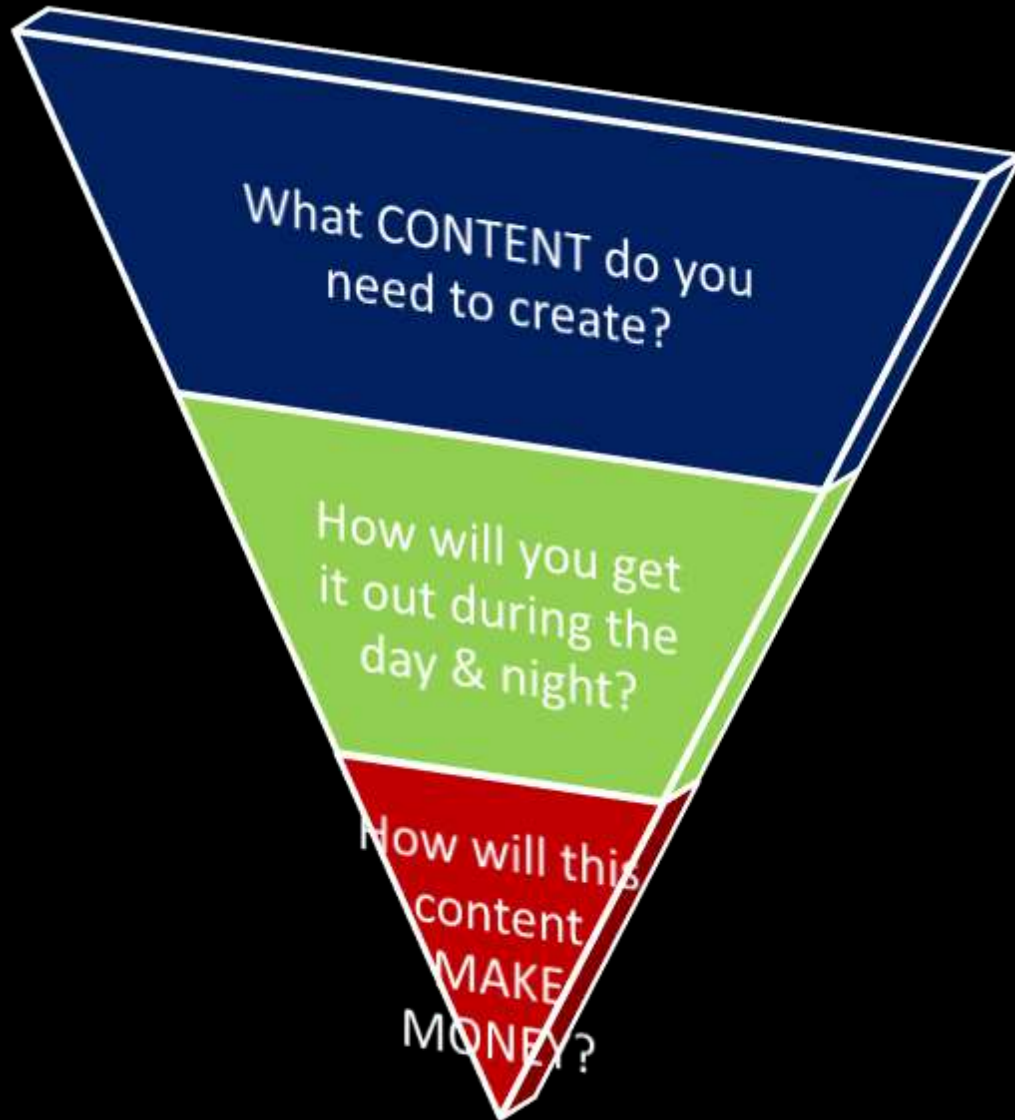 What CONTENT do you
need to create?
How will you get
it out during the
day & night?
How will this
content
MAKE
MONEY?